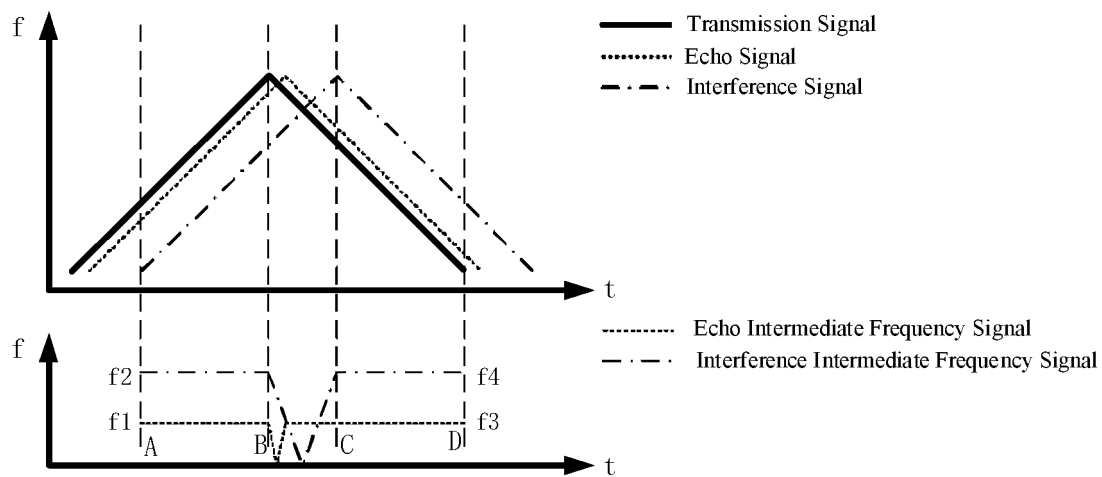 f
Transmission Signal
Echo Signal
Interference Signal
t
f
Echo Intermediate Frequency Signal
Interference Intermediate Frequency Signal
f2
f4
f1
f3
A
B
C
D
t